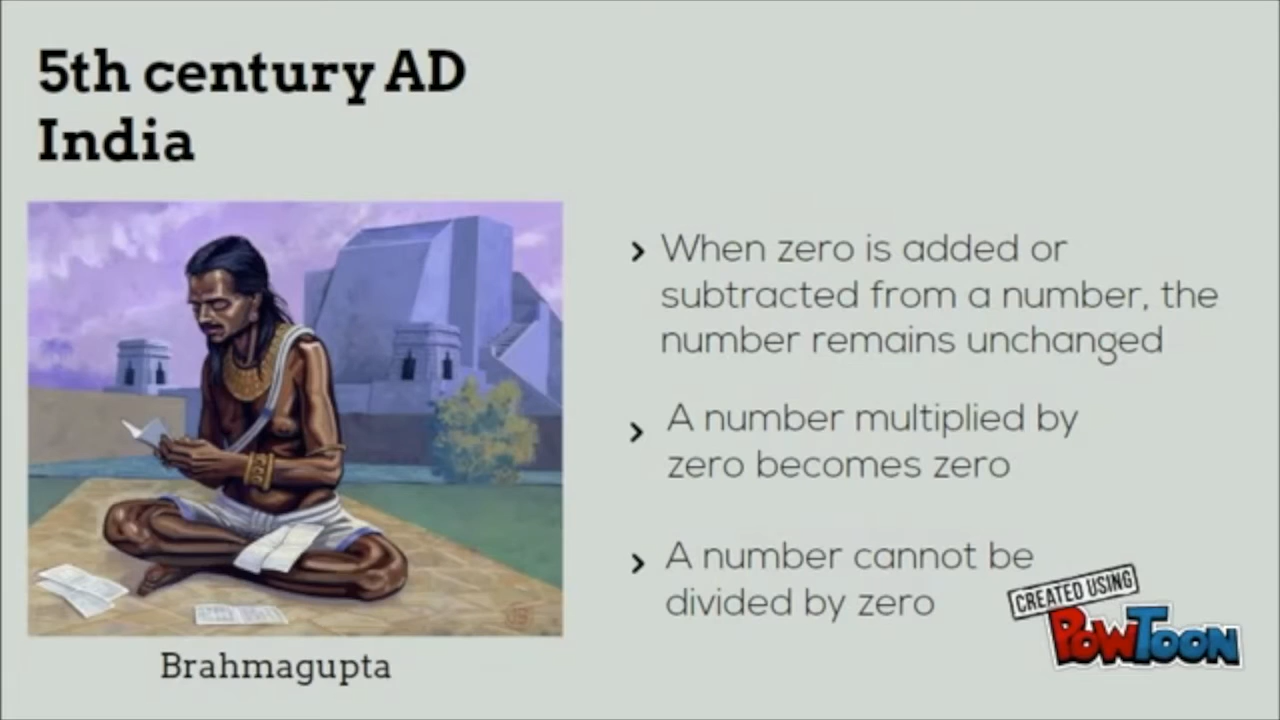 5th century AD
India
When zero is added or
subtracted from a number, the
number remains unchanged
A number multiplied by
zero becomes zero
A number cannot be
divided by zero
Brahmagupta
CREATED USING
POWTOON